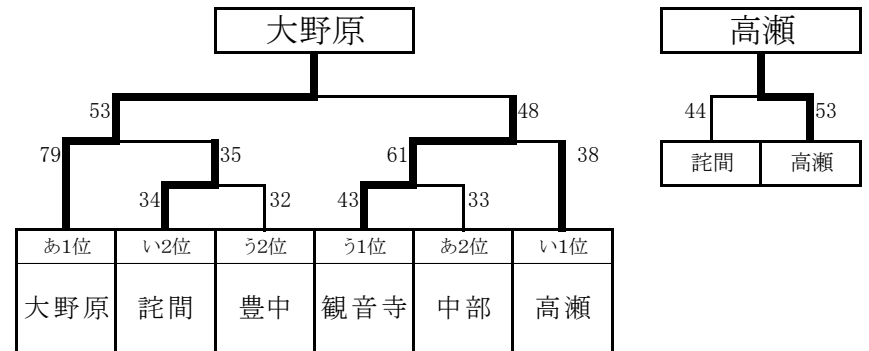 大野原 高瀬
53 48 44 53
79 35 61 38 詫間 高瀬
34 32 43 33
あ1位 い2位 う2位 う1位 あ2位 い1位
大野原 詫間 豊中 観音寺 中部 高瀬